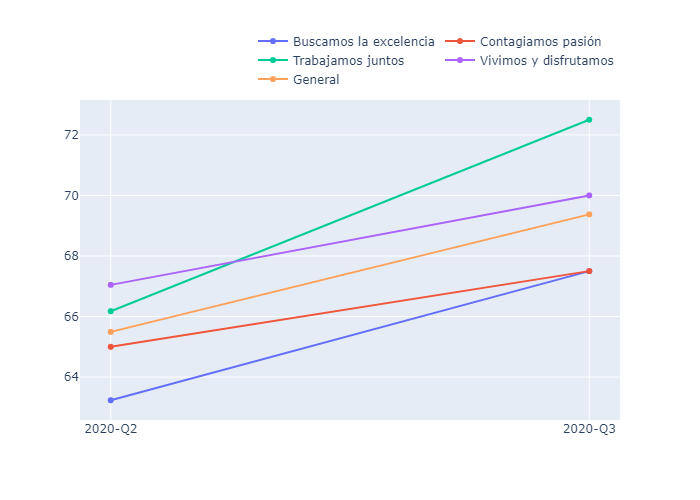 Buscamos la excelencia Contagiamos pasión
Trabajamos juntos Vivimos y disfrutamos
General
72
70
68
66
64
2020-Q2 2020-Q3